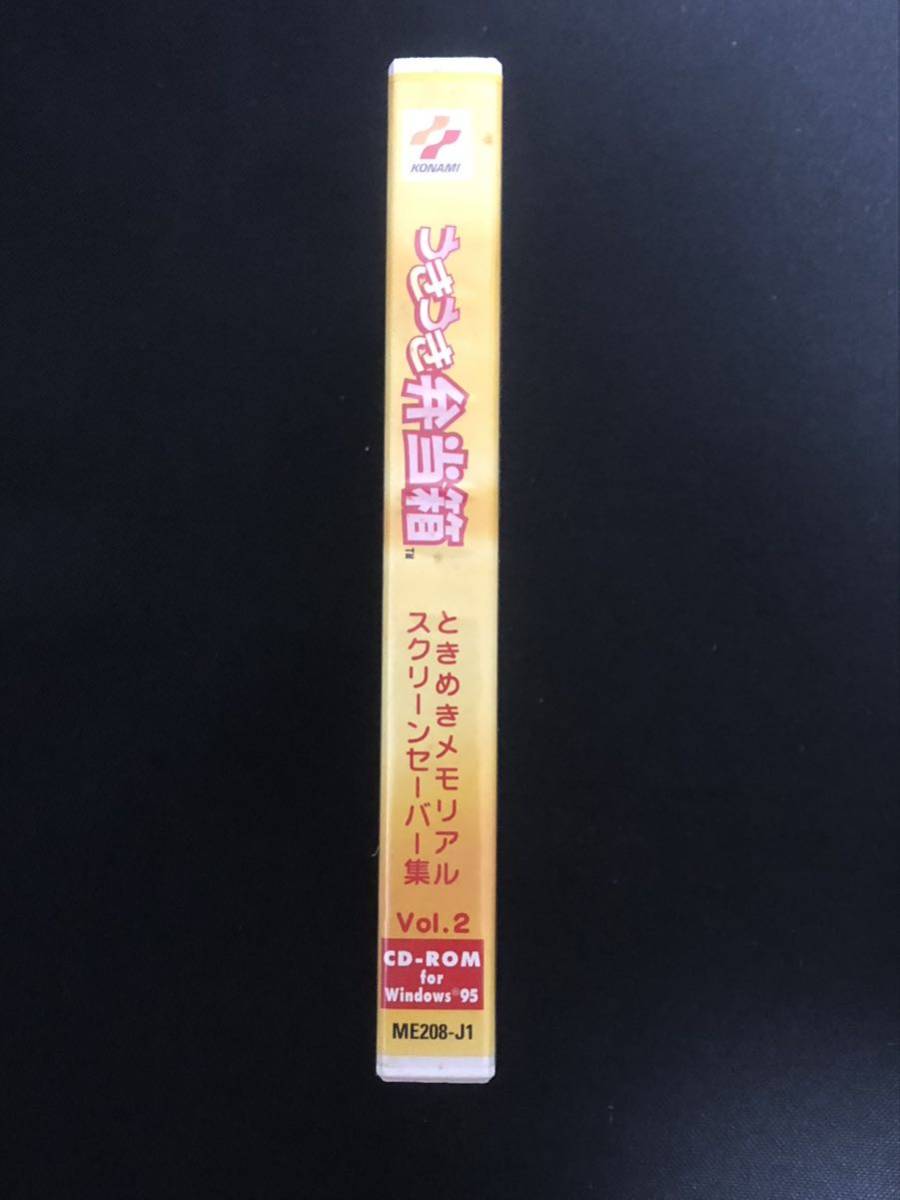 KONAMI
うきうき弁当箱
TM
ときめきメモリアル
スクリーンセーバー集
Vol.2
CD-ROM
for
Windows®95
ME208-J1